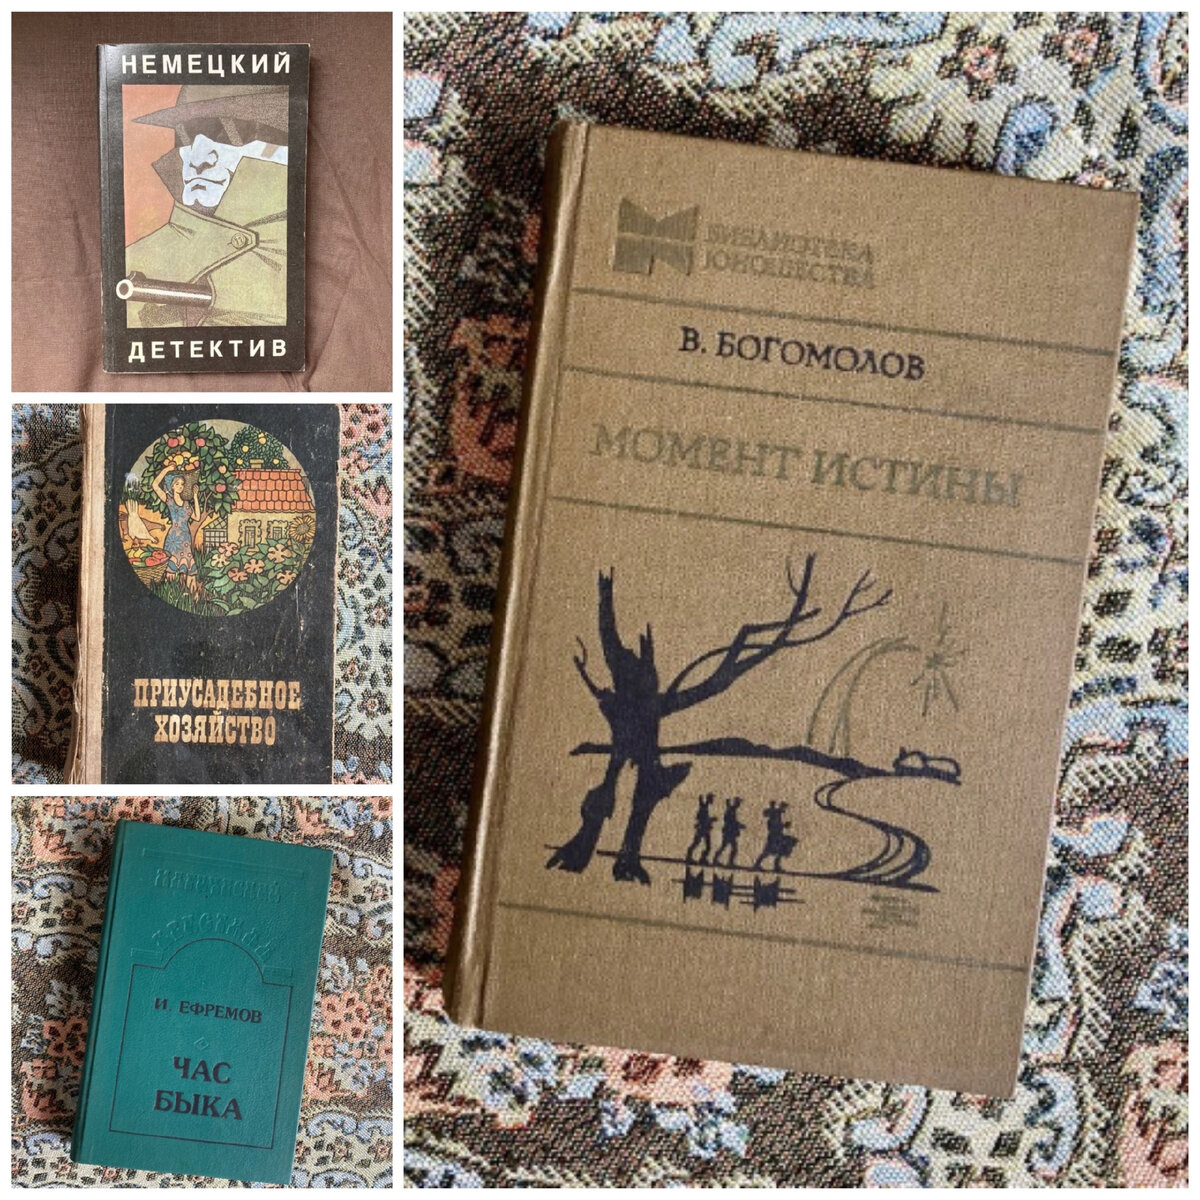 НЕМЕЦКИЙ
ДЕТЕКТИВ
ПРИУСАДЕБНОЕ
ХОЗЯЙСТВО
И. ЕФРЕМОВ
ЧАС
БЫКА
БИБЛИОТЕКА
ЮНОШЕСТВА
В. БОГОМОЛОВ
МОМЕНТ ИСТИНЫ